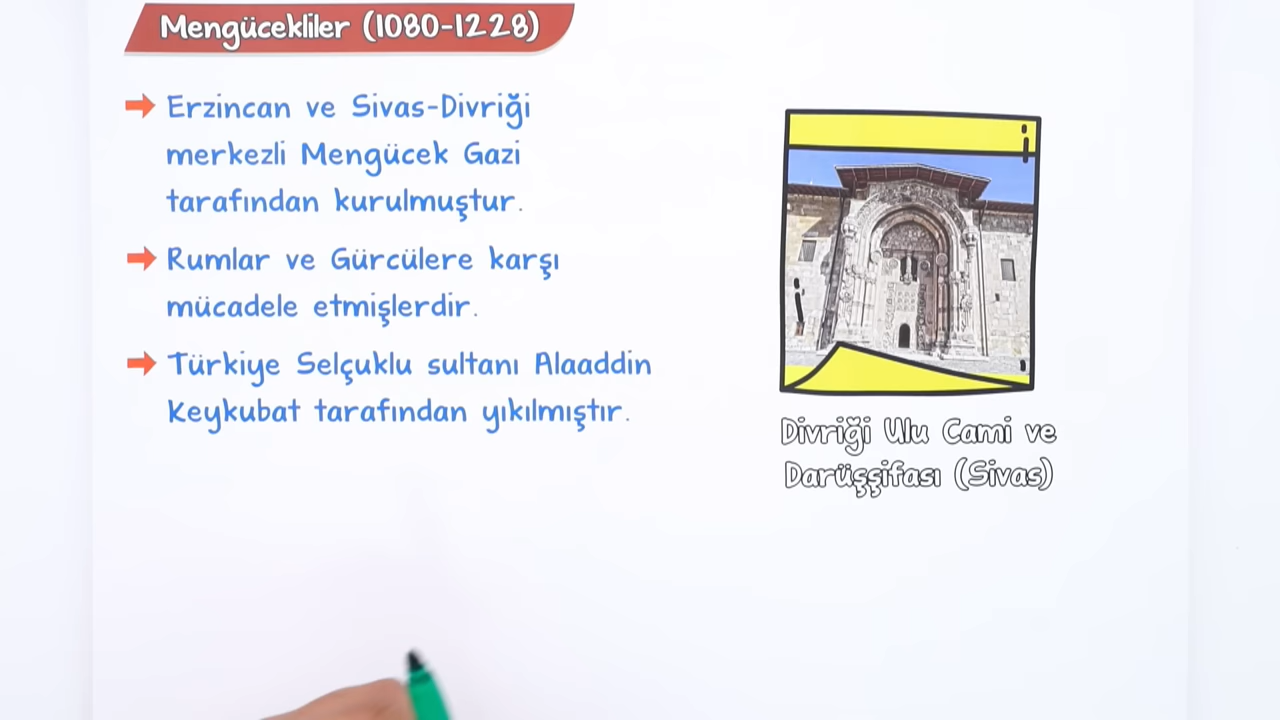 Mengücekliler (1080-1228)
Erzincan ve Sivas-Divriği
merkezli Mengücek Gazi
tarafından kurulmuştur.
Rumlar ve Gürcülere karşı
mücadele etmişlerdir.
Türkiye Selçuklu sultanı Alaaddin
Keykubat tarafından yıkılmıştır.
Divriği Ulu Cami ve
Darüşşifası (Sivas)